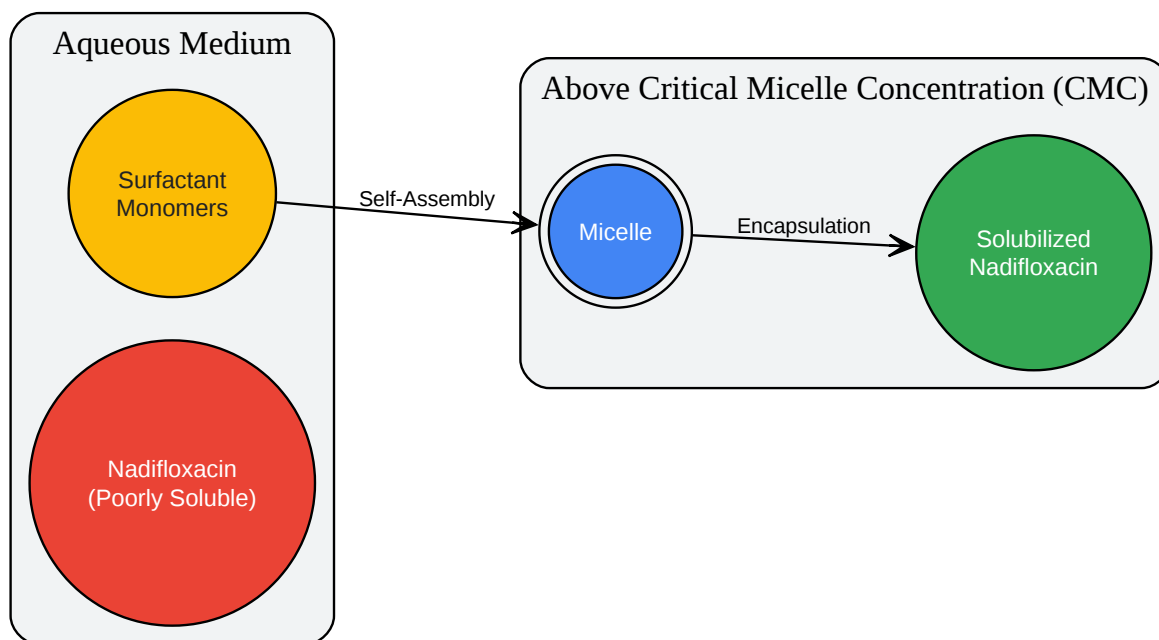 Aqueous Medium
Surfactant
Monomers
Nadifloxacin
(Poorly Soluble)
Self-Assembly
Above Critical Micelle Concentration (CMC)
Micelle
Encapsulation
Solubilized
Nadifloxacin